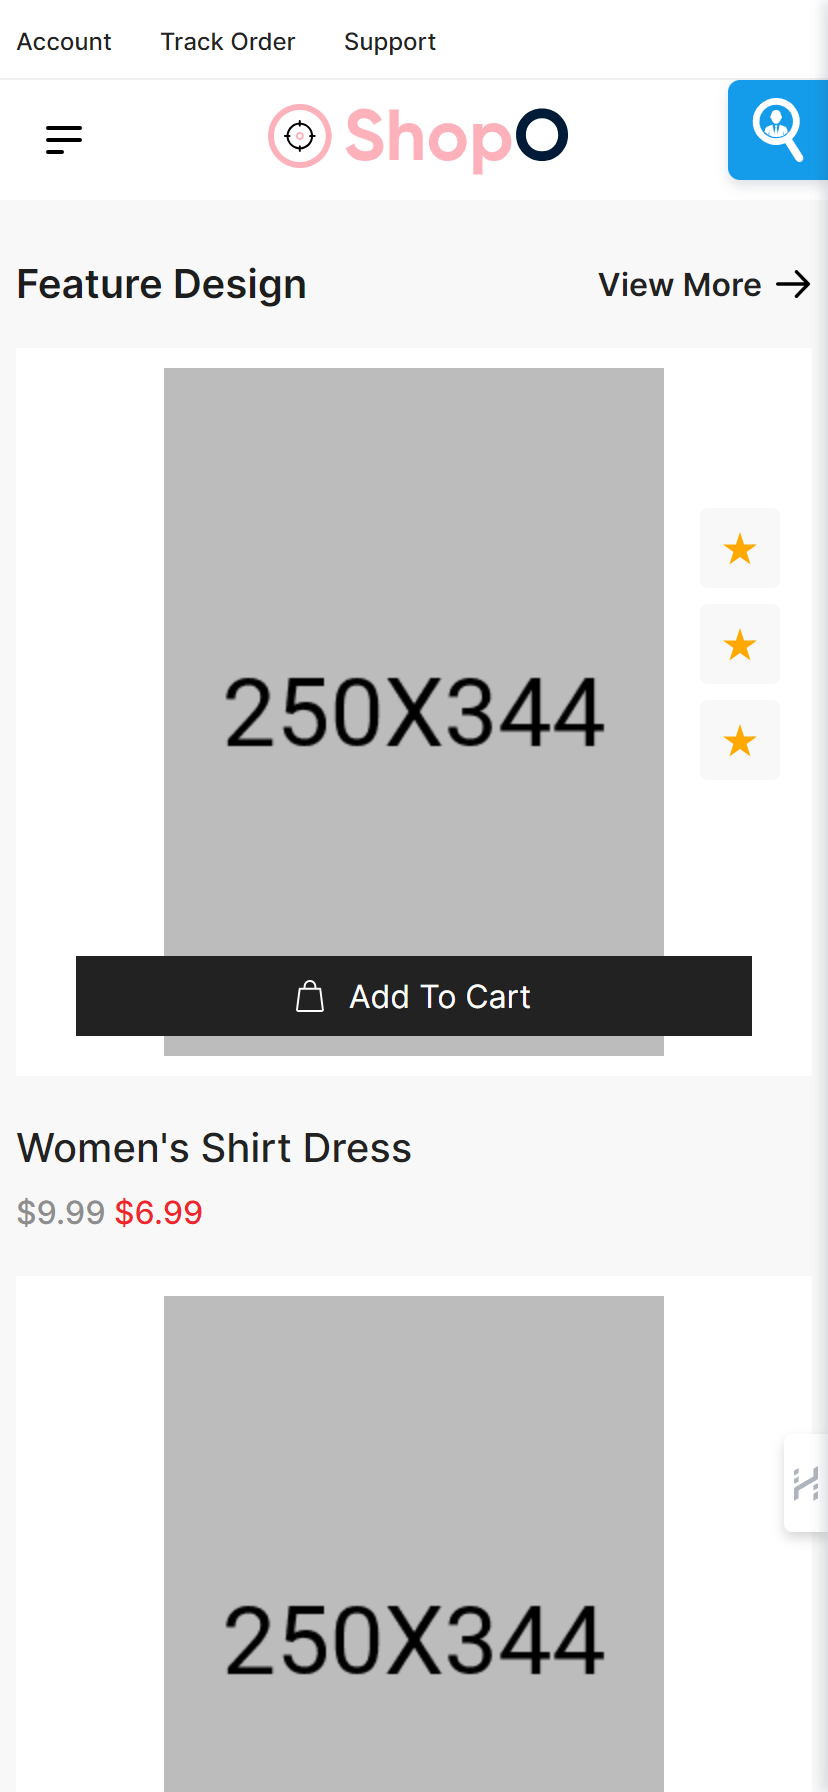 Account Track Order Support
ShopO
Feature Design View More
250X344
Add To Cart
Women's Shirt Dress
$9.99 $6.99
250X344